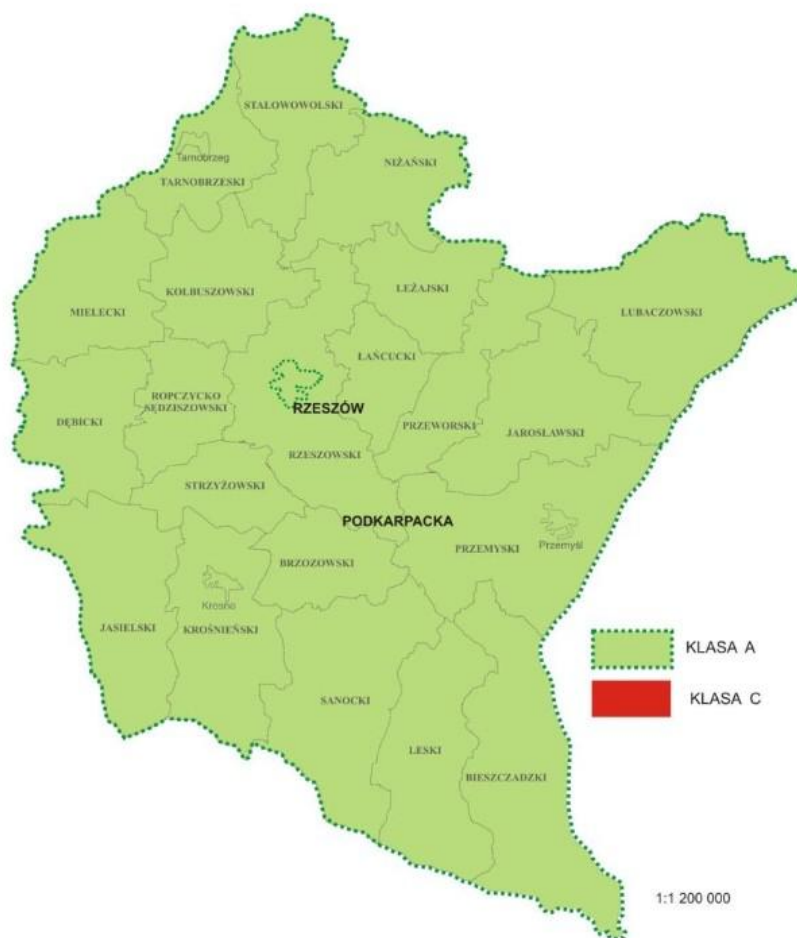 STALOWOWOLSKI
Tarnobrzeg
TARNOBRZESKI
NIŻAŃSKI
KOLBUSZOWSKI
LEŻAJSKI
MIELECKI
LUBACZOWSKI
ŁAŃCUCKI
ROPCZYCKO
SĘDZISZOWSKI
RZESZÓW
DĘBICKI
PRZEWORSKI
JAROSŁAWSKI
RZESZOWSKI
STRZYŻOWSKI
PODKARPACKA
PRZEMYSKI
Przemyśl
BRZOZOWSKI
Krosno
JASIELSKI
KROŚNIEŃSKI
KLASA A
SANOCKI
KLASA C
LESKI
BIESZCZADZKI
1:1 200 000